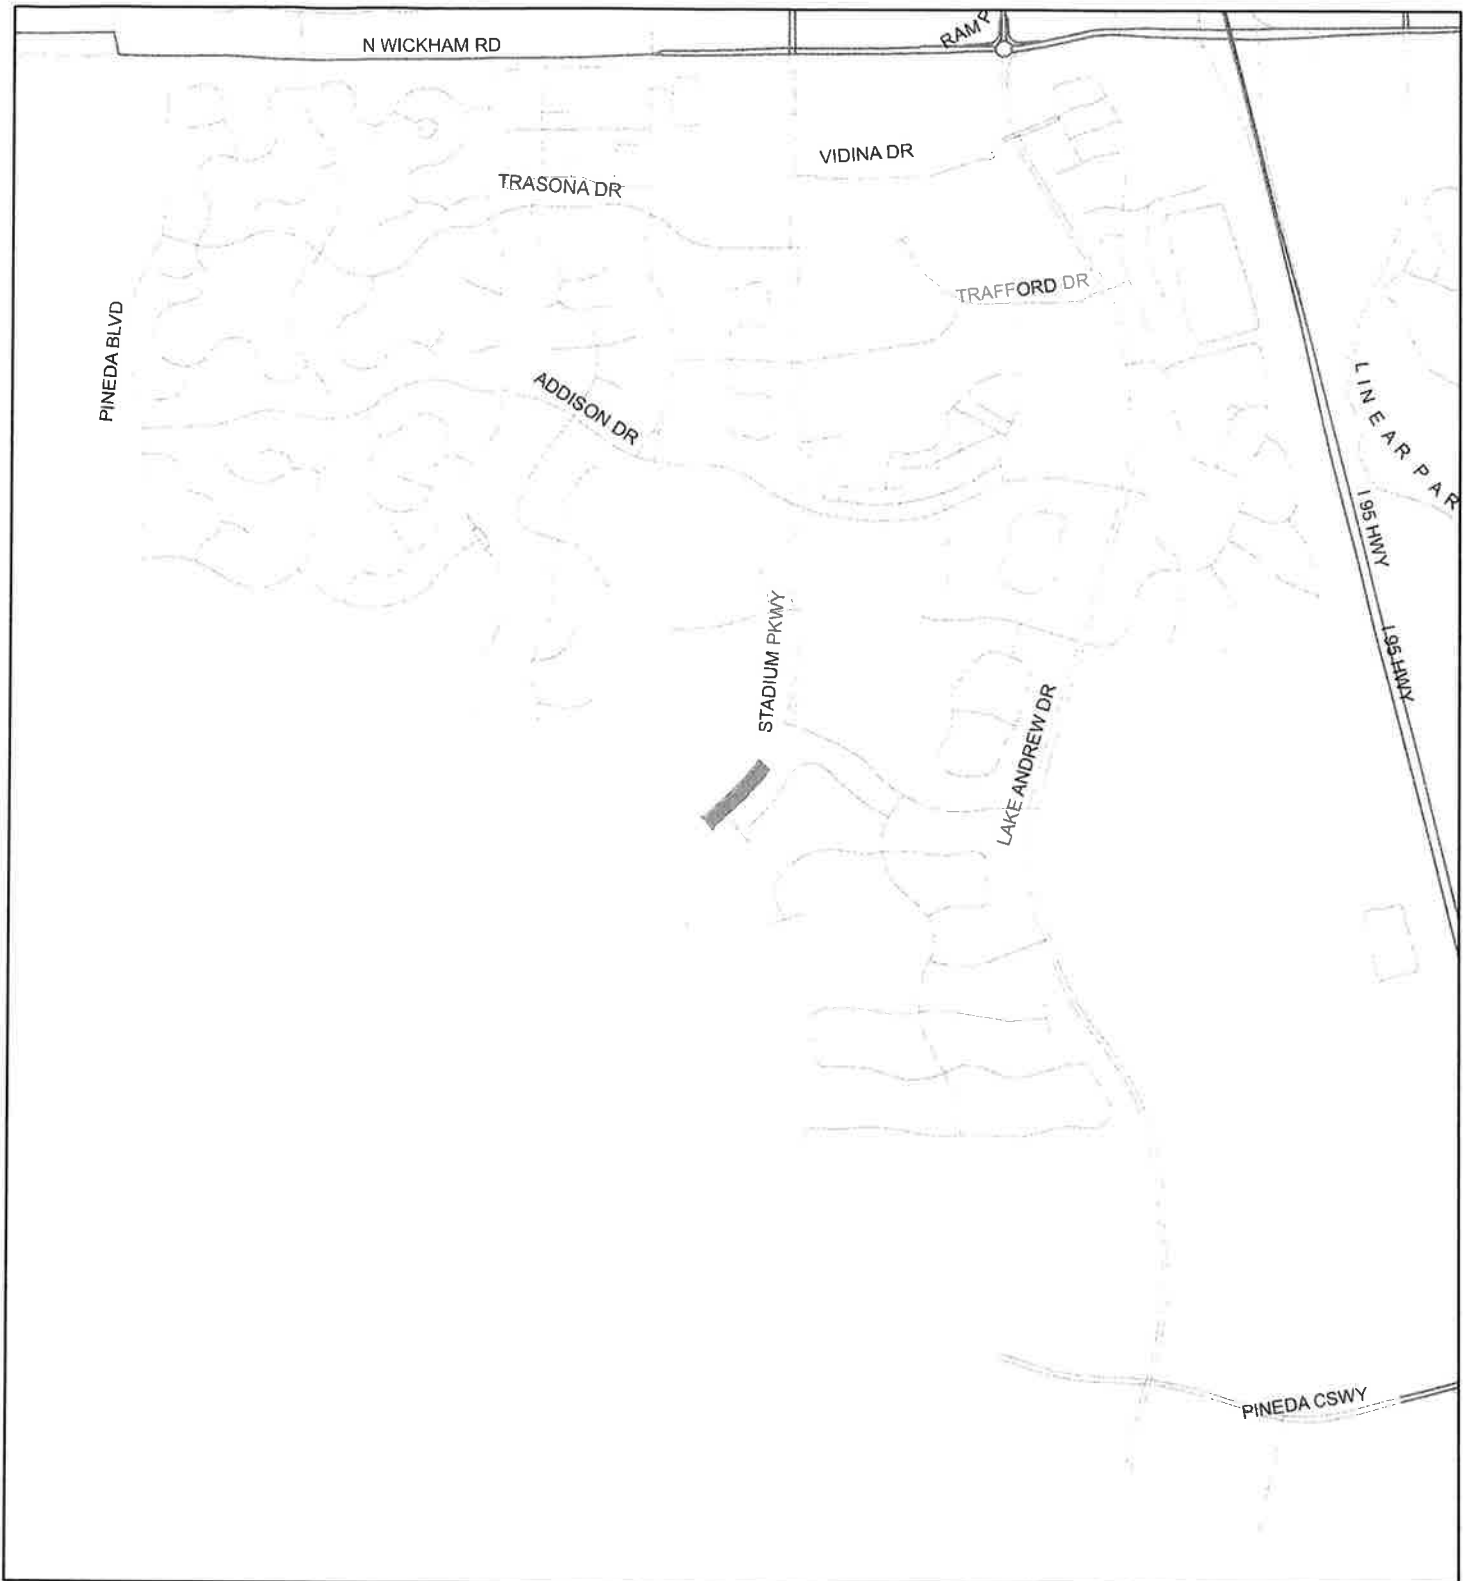 N WICKHAM RD
RAMP
VIDINA DR
TRASONA DR
TRAFFORD DR
PINEDA BLVD
ADDISON DR
LINEAR PAR
I 95 HWY
STADIUM PKWY
I 95 HWY
LAKE ANDREW DR
PINEDA CSWY